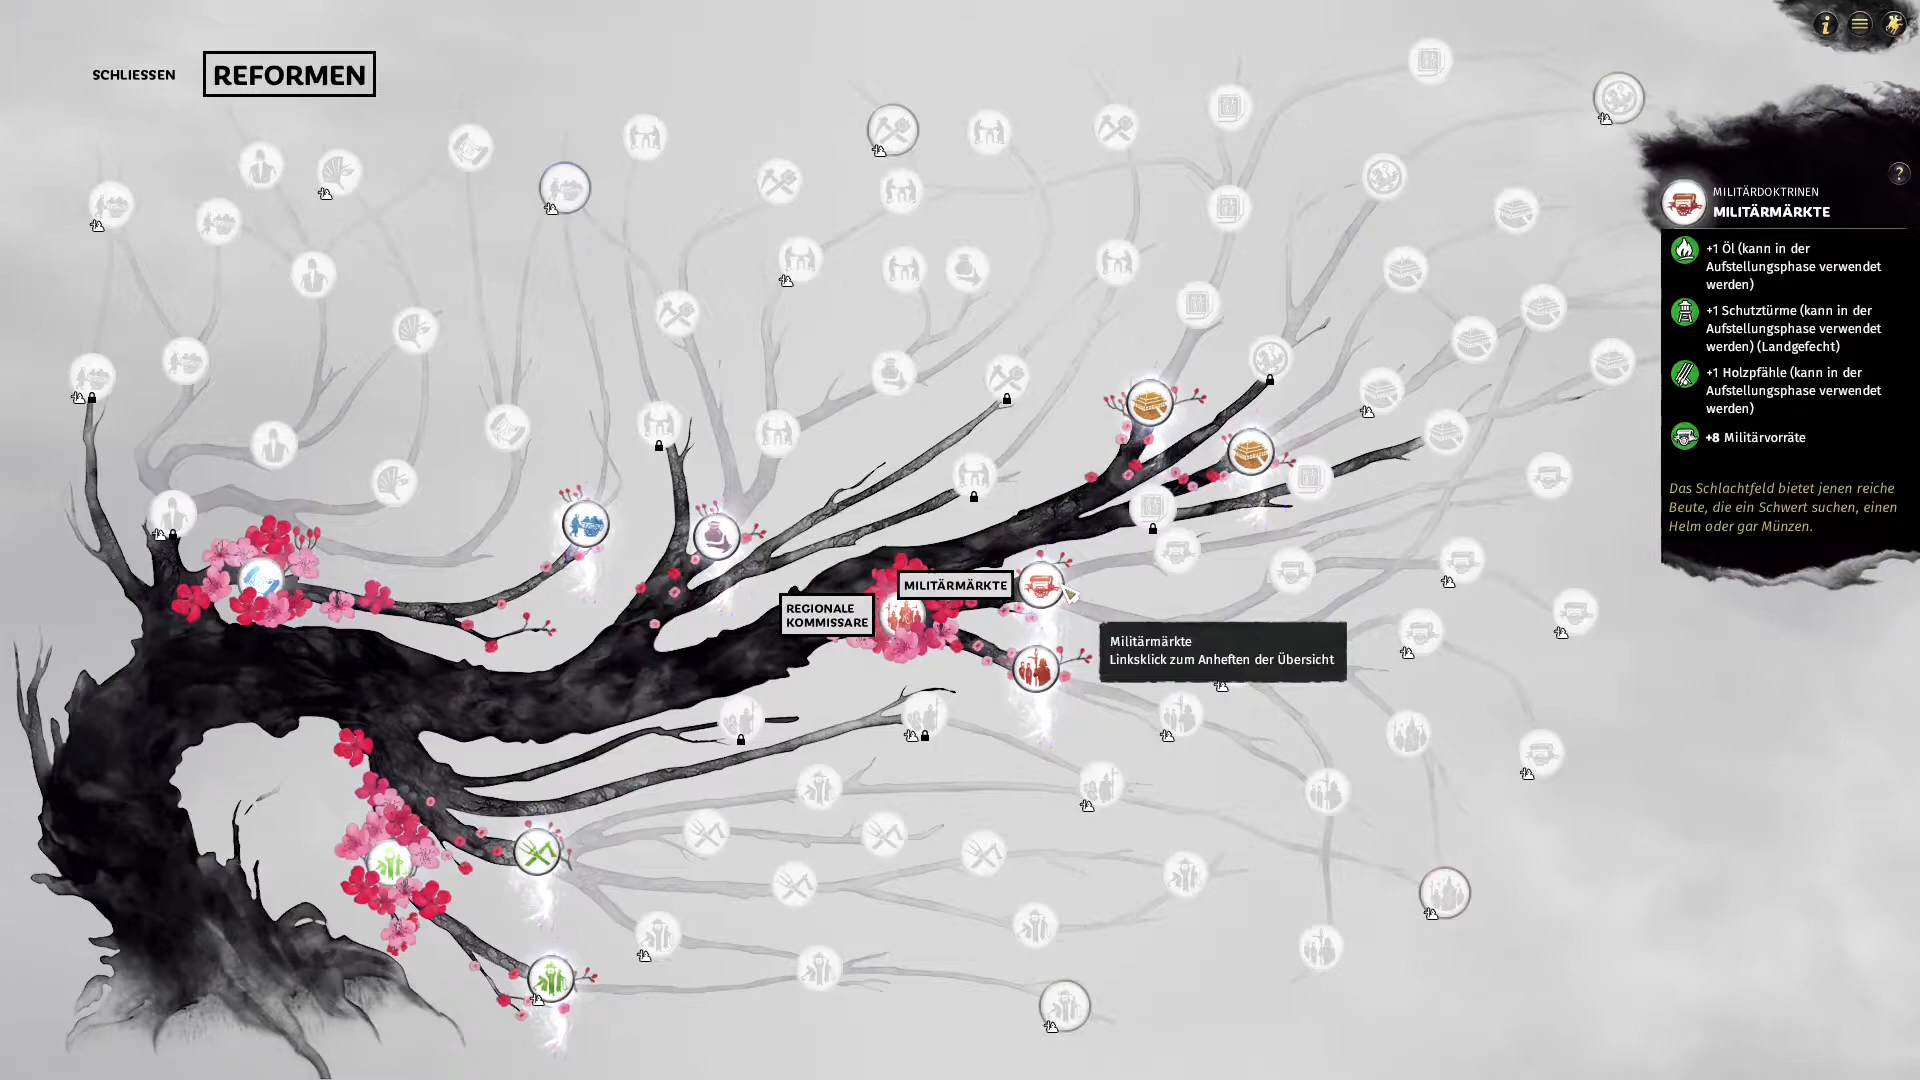 SCHLIESSEN
REFORMEN
MILITÄRDOKTRINEN
MILITÄRMÄRKTE
+1 Öl (kann in der
Aufstellungsphase verwendet
werden)
+1 Schutztürme (kann in der
Aufstellungsphase verwendet
werden) (Landgefecht)
+1 Holzpfähle (kann in der
Aufstellungsphase verwendet
werden)
+8 Militärvorräte
Das Schlachtfeld bietet jenen reiche
Beute, die ein Schwert suchen, einen
Helm oder gar Münzen.
MILITÄRMÄRKTE
REGIONALE
KOMMISSARE
Militärmärkte
Linksklick zum Anheften der Übersicht